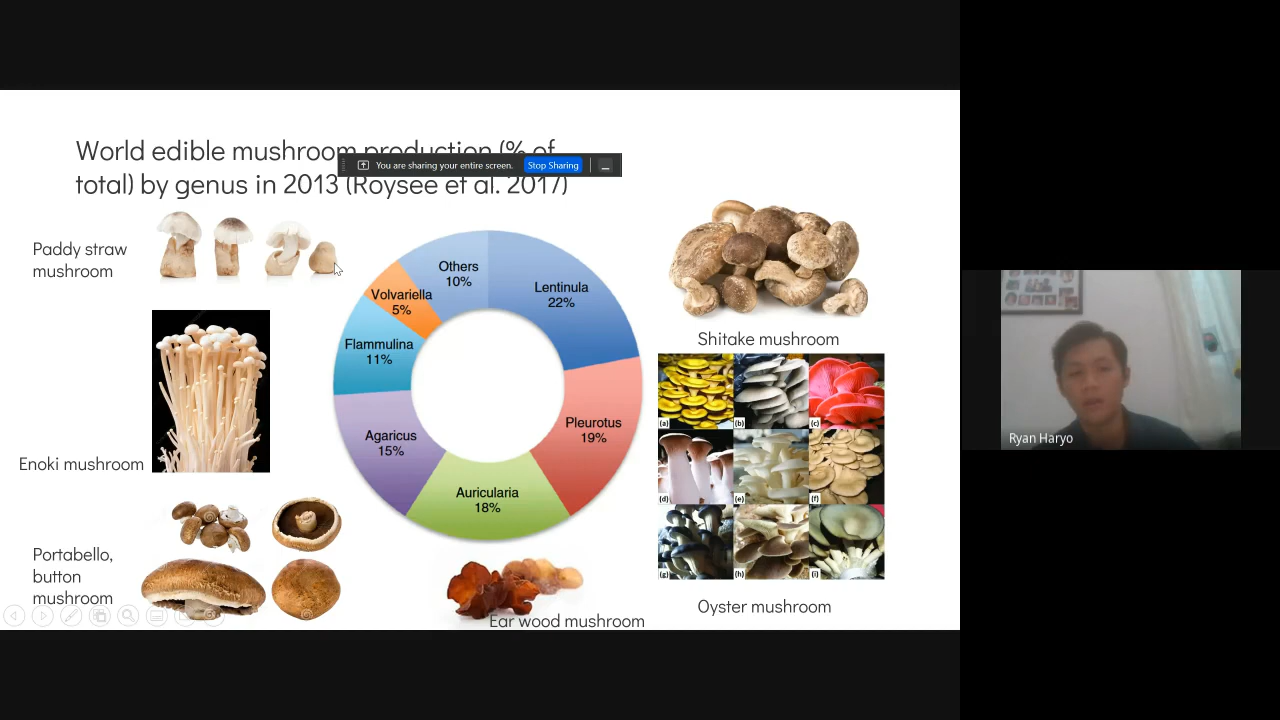 World edible mushroom production (% of
total) by genus in 2013 (Roysee et al. 2017)
You are sharing your entire screen.
Stop Sharing
Paddy straw
mushroom
Others
10%
Lentinula
22%
Volvariella
5%
Flammulina
11%
Shitake mushroom
Pleurotus
19%
Agaricus
15%
Auricularia
18%
(a)
(b)
(c)
(d)
(e)
(f)
(g)
(h)
(i)
Enoki mushroom
Portabello,
button
mushroom
Ear wood mushroom
Oyster mushroom
Ryan Haryo